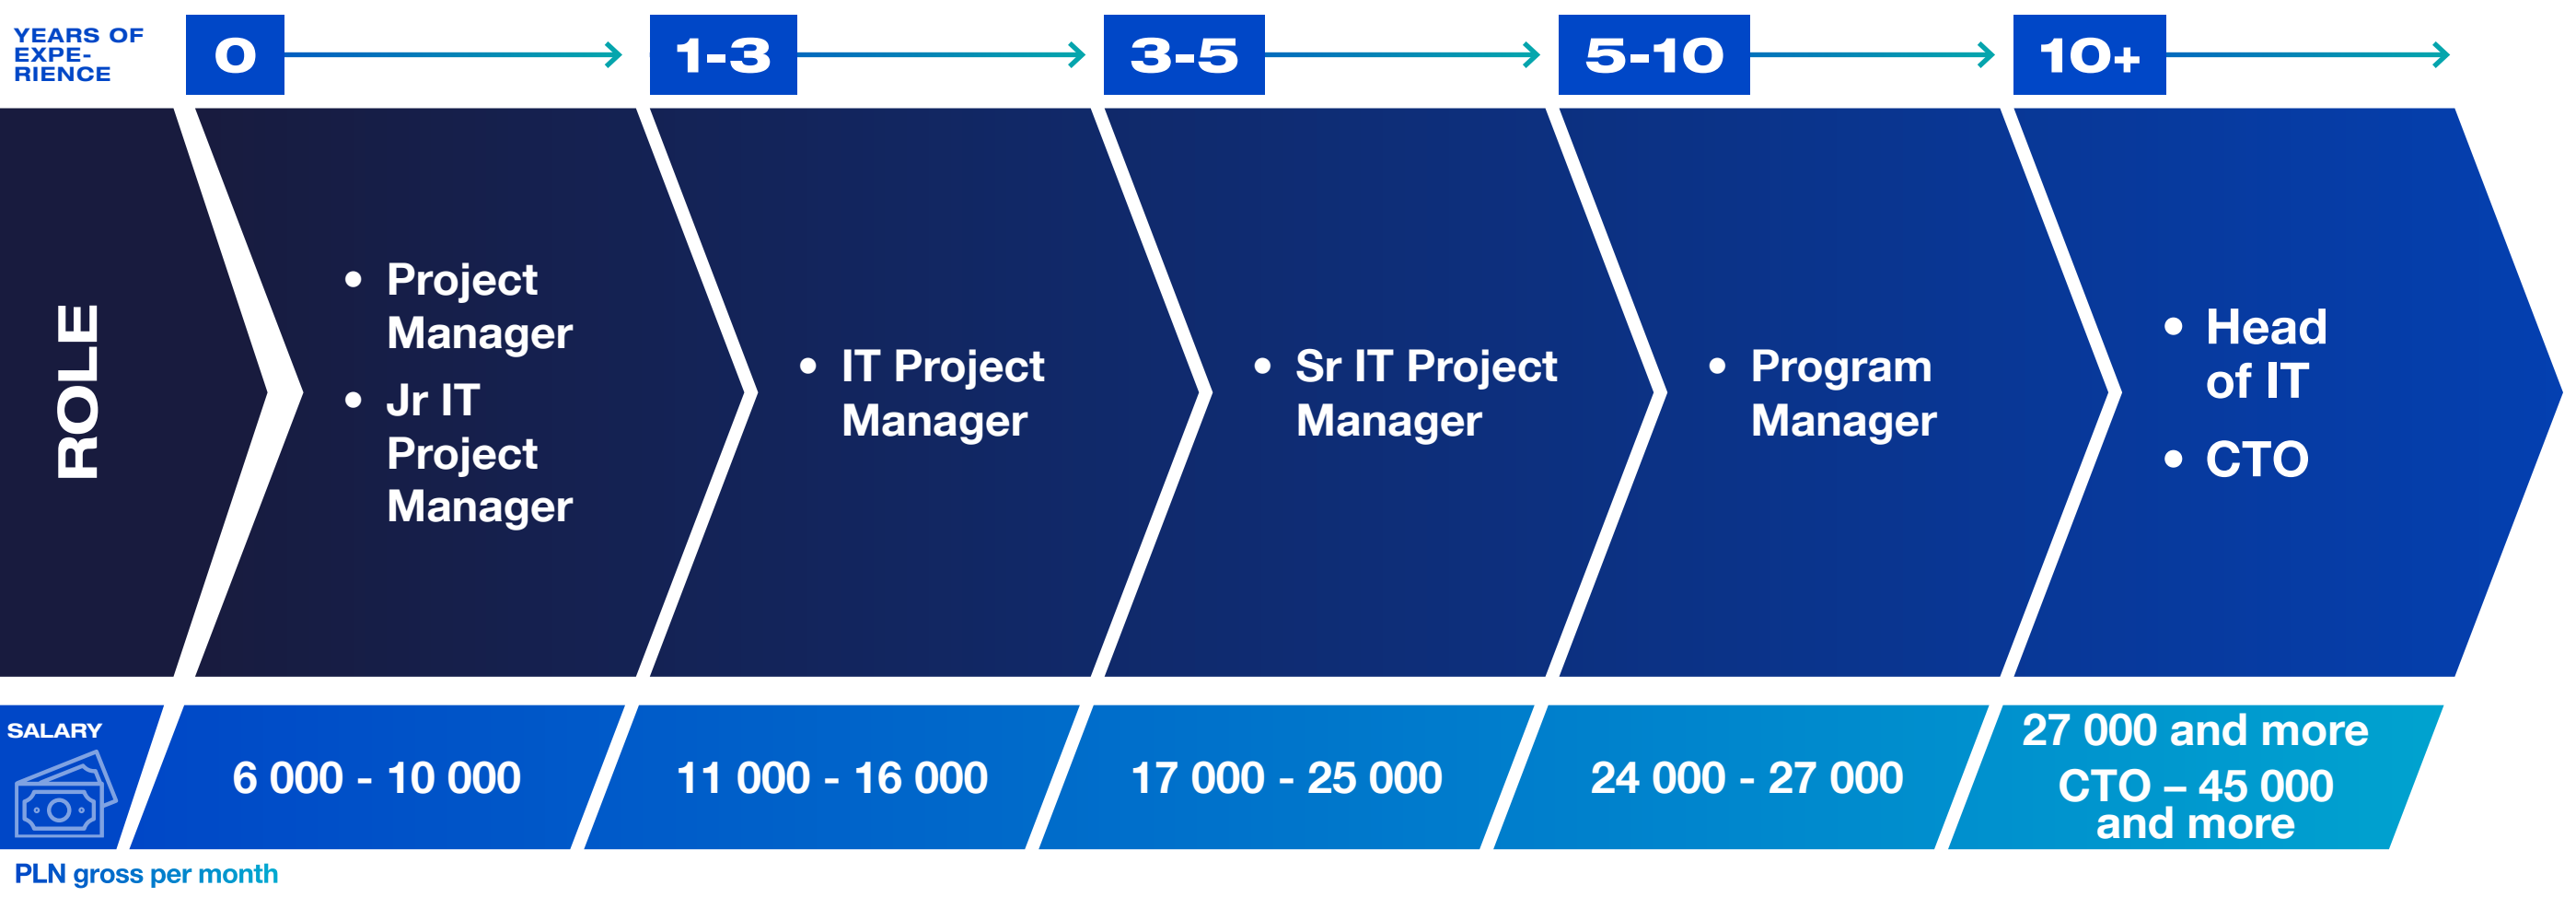 YEARS OF
EXPE-
RIENCE
0
1-3
3-5
5-10
10+
ROLE
• Project
Manager
• Jr IT
Project
Manager
• IT Project
Manager
• Sr IT Project
Manager
• Program
Manager
• Head
of IT
• CTO
SALARY
6 000 - 10 000
11 000 - 16 000
17 000 - 25 000
24 000 - 27 000
27 000 and more
CTO – 45 000
and more
PLN gross per month